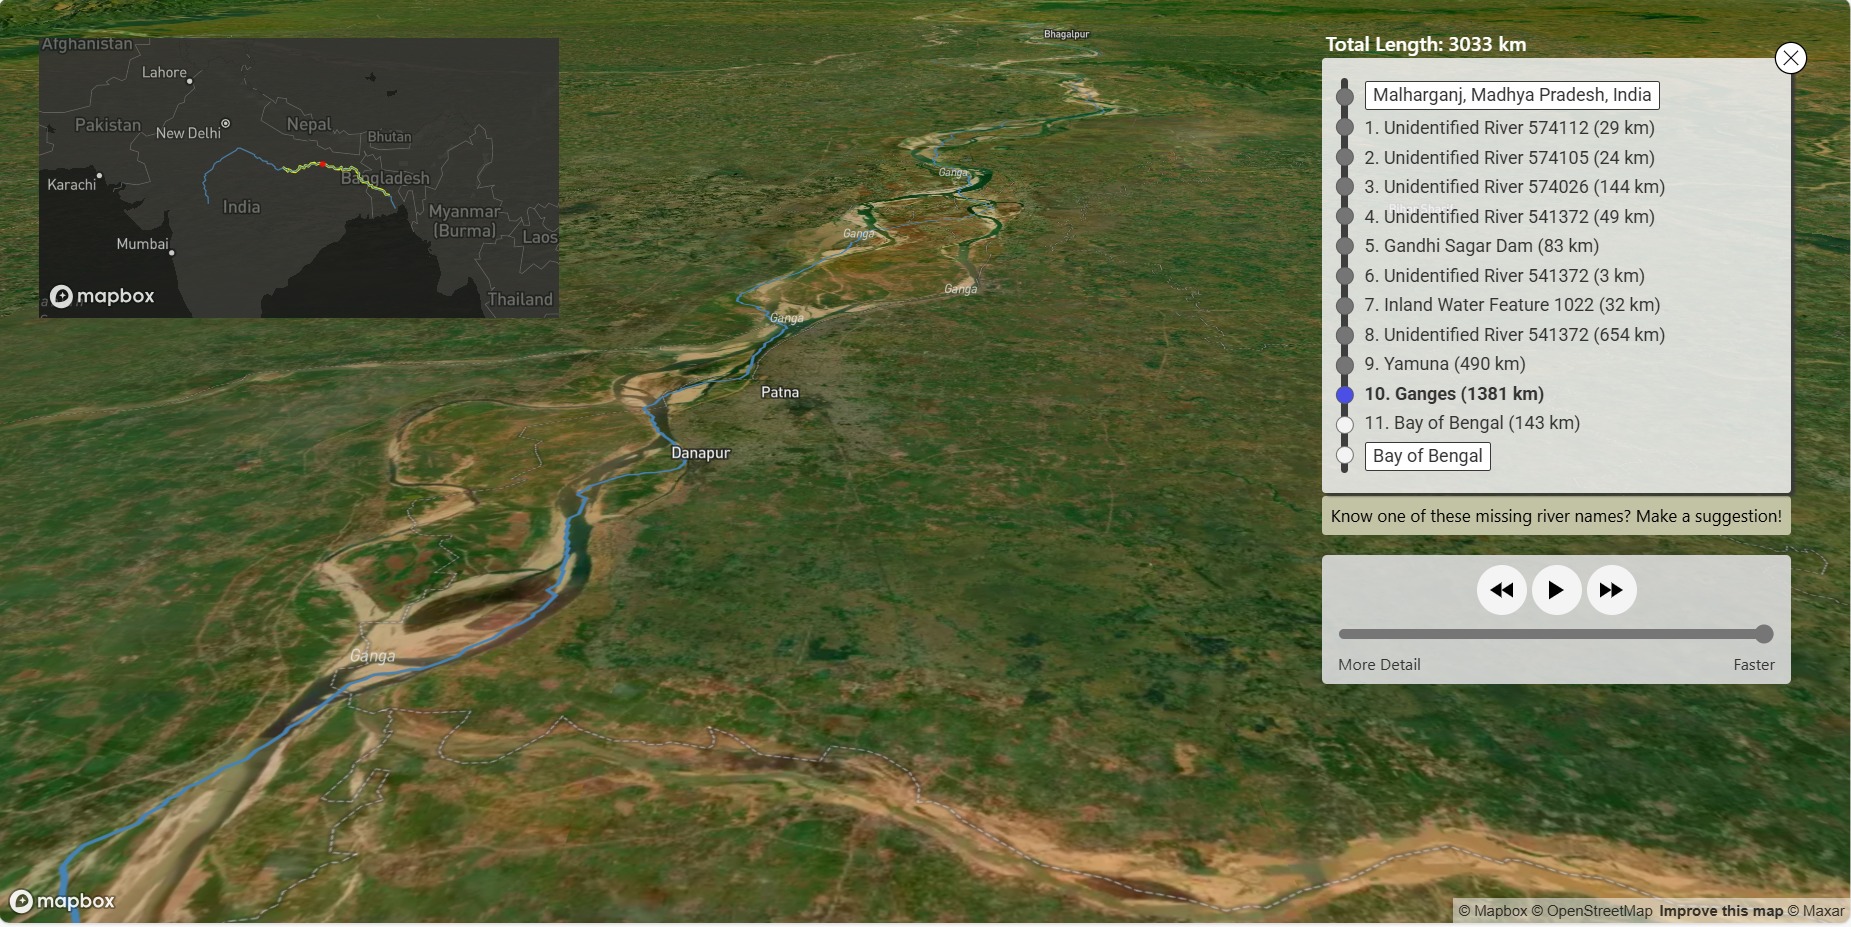 Afghanistan
Lahore
Pakistan
New Delhi
Nepal
Bhutan
Karachi
Bangladesh
India
Myanmar
(Burma)
Laos
Mumbai
Thailand
mapbox
Bhagalpur
Ganga
Ganga
Ganga
Ganga
Patna
Danapur
Ganga
Total Length: 3033 km
Malharganj, Madhya Pradesh, India
1. Unidentified River 574112 (29 km)
2. Unidentified River 574105 (24 km)
3. Unidentified River 574026 (144 km)
4. Unidentified River 541372 (49 km)
5. Gandhi Sagar Dam (83 km)
6. Unidentified River 541372 (3 km)
7. Inland Water Feature 1022 (32 km)
8. Unidentified River 541372 (654 km)
9. Yamuna (490 km)
10. Ganges (1381 km)
11. Bay of Bengal (143 km)
Bay of Bengal
Know one of these missing river names? Make a suggestion!
More Detail
Faster
mapbox
© Mapbox © OpenStreetMap Improve this map © Maxar